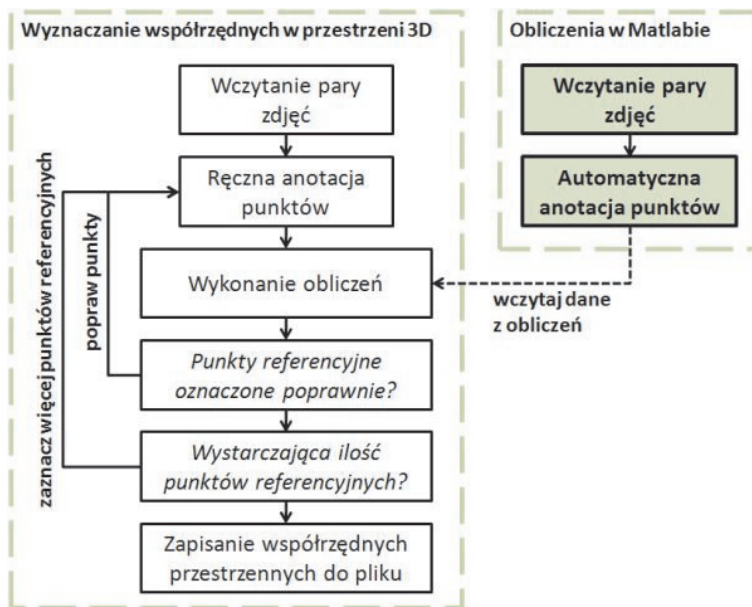 Wyznaczanie współrzędnych w przestrzeni 3D
Wczytanie pary
zdjęć
Ręczna anotacja
punktów
Wykonanie obliczeń
Punkty referencyjne
oznaczone poprawnie?
Wystarczająca ilość
punktów referencyjnych?
Zapisanie współrzędnych
przestrzennych do pliku
zaznacz więcej punktów referencyjnych
popraw punkty
Obliczenia w Matlabie
Wczytanie pary
zdjęć
Automatyczna
anotacja punktów
wczytaj dane
z obliczeń